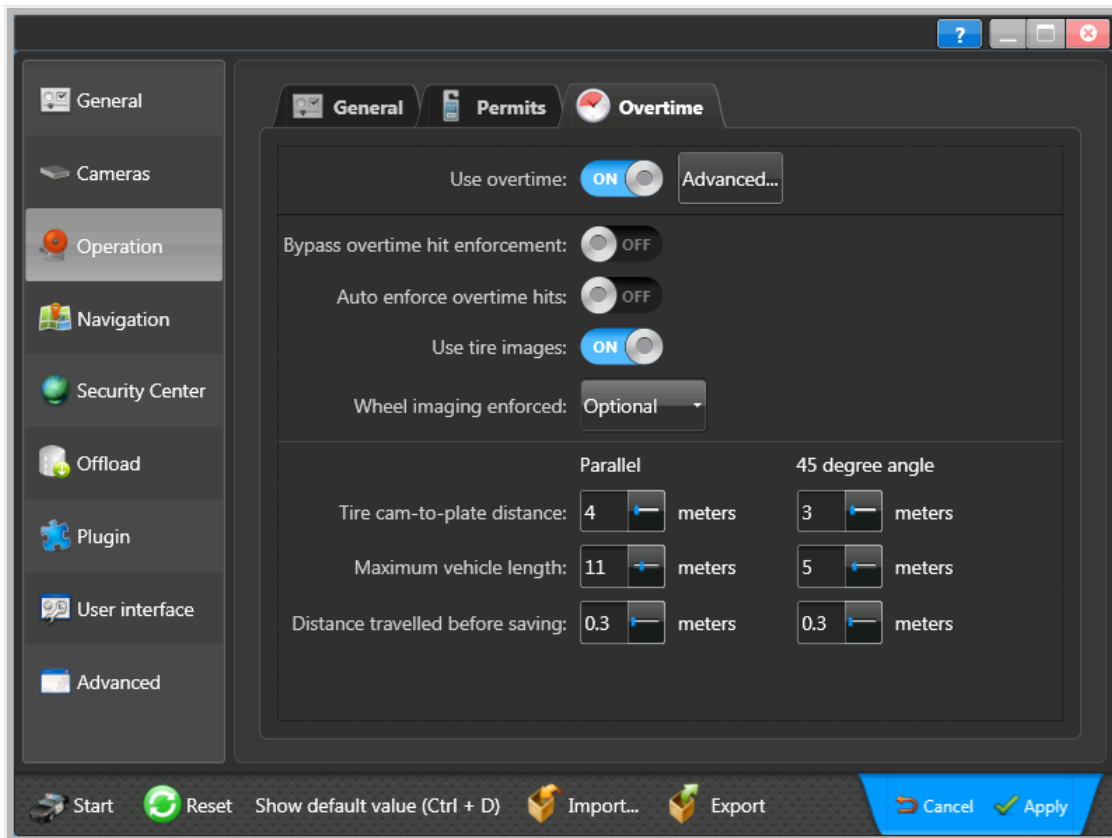 ?
General
Cameras
Operation
Navigation
Security Center
Offload
Plugin
User interface
Advanced
General Permits Overtime
Use overtime: ON Advanced...
Bypass overtime hit enforcement: OFF
Auto enforce overtime hits: OFF
Use tire images: ON
Wheel imaging enforced: Optional
Parallel 45 degree angle
Tire cam-to-plate distance: 4 meters 3 meters
Maximum vehicle length: 11 meters 5 meters
Distance travelled before saving: 0.3 meters 0.3 meters
Start Reset Show default value (Ctrl + D) Import... Export Cancel Apply